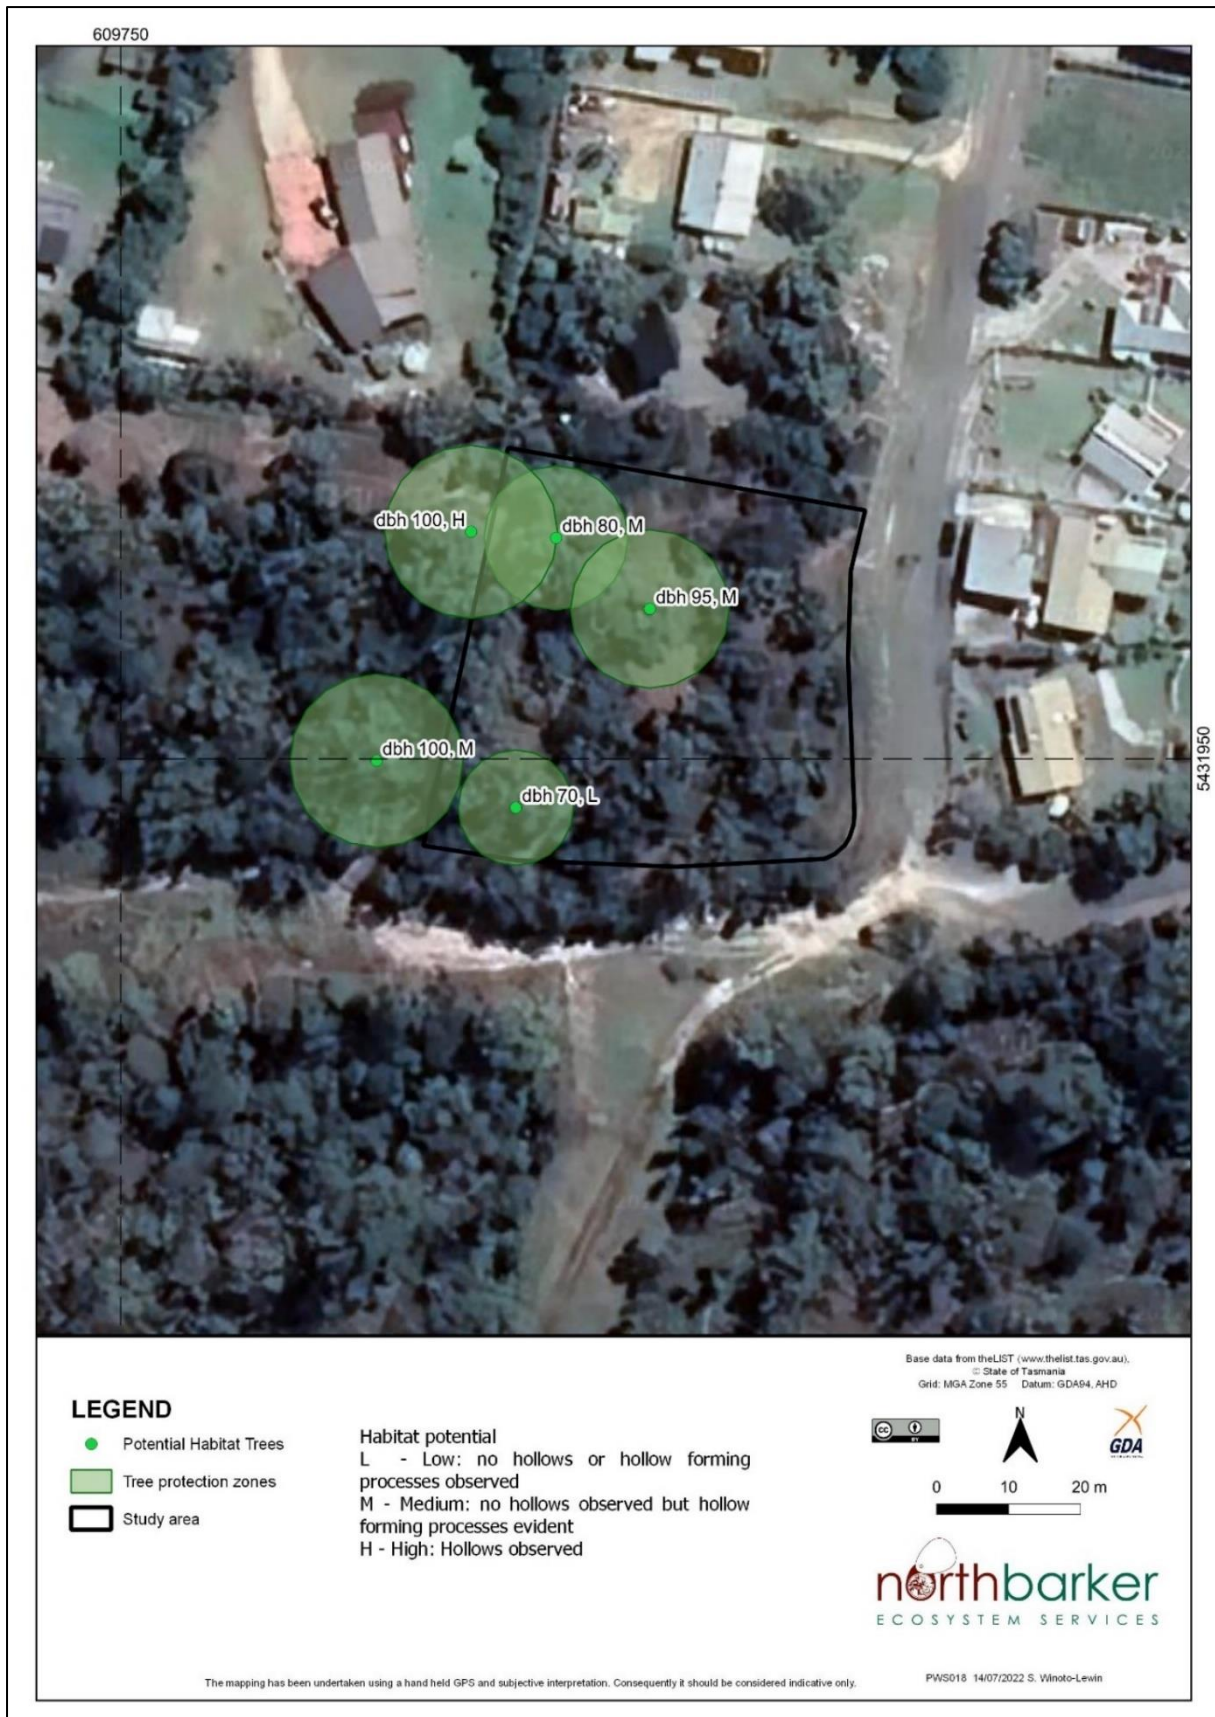 609750
dbh 100, H
dbh 80, M
dbh 95, M
dbh 100, M
dbh 70, L
5431950
Base data from theLIST (www.thelist.tas.gov.au),
© State of Tasmania
Grid: MGA Zone 55 Datum: GDA94, AHD
LEGEND
Potential Habitat Trees
Tree protection zones
Study area
Habitat potential
L - Low: no hollows or hollow forming
processes observed
M - Medium: no hollows observed but hollow
forming processes evident
H - High: Hollows observed
cc
BY
N
GDA
0 10 20 m
northbarker
ECOSYSTEM SERVICES
The mapping has been undertaken using a hand held GPS and subjective interpretation. Consequently it should be considered indicative only.
PWS018 14/07/2022 S. Winoto-Lewin